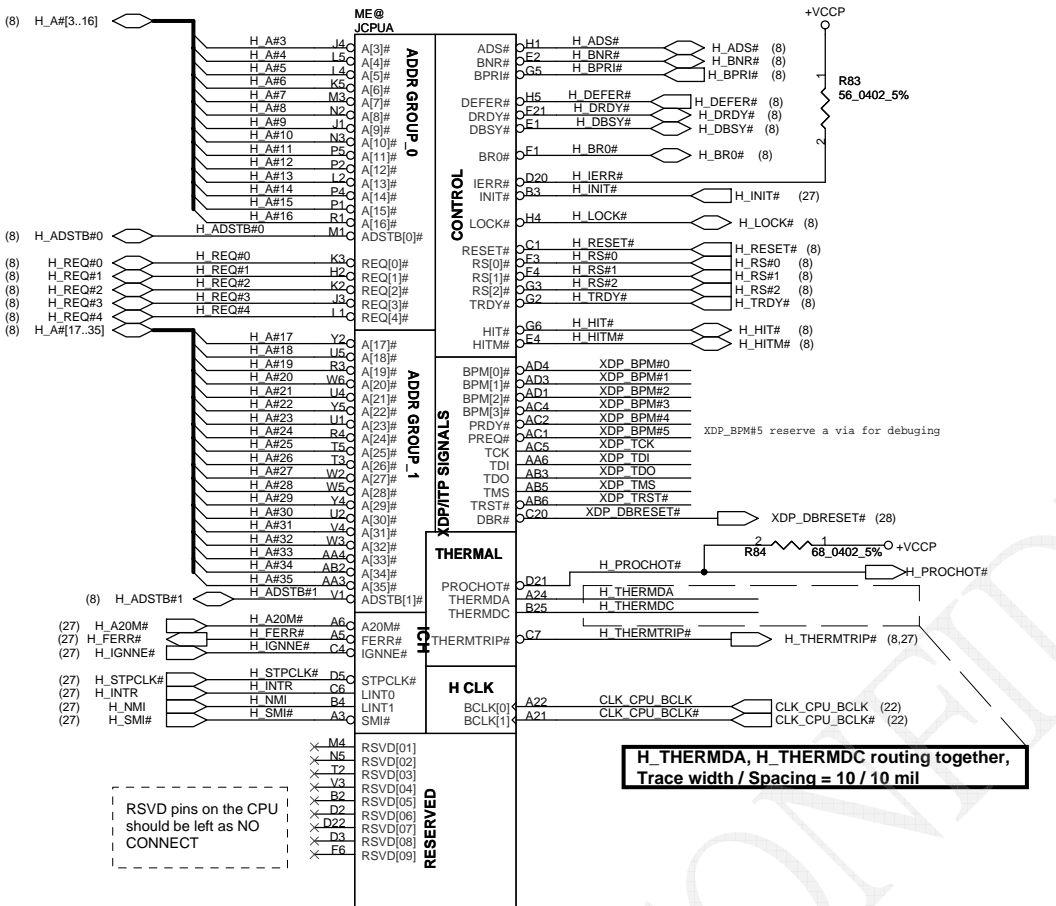 ME@
JCPUA
(8) H_A#[3..16]
H_A#3 J4 A[3]#
H_A#4 L5 A[4]#
H_A#5 L4 A[5]#
H_A#6 K5 A[6]#
H_A#7 M3 A[7]#
H_A#8 N2 A[8]#
H_A#9 J1 A[9]#
H_A#10 N3 A[10]#
H_A#11 P5 A[11]#
H_A#12 P2 A[12]#
H_A#13 L2 A[13]#
H_A#14 P4 A[14]#
H_A#15 P1 A[15]#
H_A#16 R1 A[16]#
(8) H_ADSTB#0 H_ADSTB#0 M1 ADSTB[0]#
(8) H_REQ#0 H_REQ#0 K3 REQ[0]#
(8) H_REQ#1 H_REQ#1 H2 REQ[1]#
(8) H_REQ#2 H_REQ#2 K2 REQ[2]#
(8) H_REQ#3 H_REQ#3 J3 REQ[3]#
(8) H_REQ#4 H_REQ#4 L1 REQ[4]#
(8) H_A#[17..35]
H_A#17 Y2 A[17]#
H_A#18 U5 A[18]#
H_A#19 R3 A[19]#
H_A#20 W6 A[20]#
H_A#21 U4 A[21]#
H_A#22 Y5 A[22]#
H_A#23 U1 A[23]#
H_A#24 R4 A[24]#
H_A#25 T5 A[25]#
H_A#26 T3 A[26]#
H_A#27 W2 A[27]#
H_A#28 W5 A[28]#
H_A#29 Y4 A[29]#
H_A#30 U2 A[30]#
H_A#31 V4 A[31]#
H_A#32 W3 A[32]#
H_A#33 AA4 A[33]#
H_A#34 AB2 A[34]#
H_A#35 AA3 A[35]#
(8) H_ADSTB#1 H_ADSTB#1 V1 ADSTB[1]#
(27) H_A20M# H_A20M# A6 A20M#
(27) H_FERR# H_FERR# A5 FERR#
(27) H_IGNNE# H_IGNNE# C4 IGNNE#
(27) H_STPCLK# H_STPCLK# D5 STPCLK#
(27) H_INTR H_INTR C6 LINT0
(27) H_NMI H_NMI B4 LINT1
(27) H_SMI# H_SMI# A3 SMI#
M4 RSVD[01]
N5 RSVD[02]
T2 RSVD[03]
V3 RSVD[04]
B2 RSVD[05]
D2 RSVD[06]
D22 RSVD[07]
D3 RSVD[08]
F6 RSVD[09]
RSVD pins on the CPU
should be left as NO
CONNECT
ADDR GROUP_0
ADDR GROUP_1
ICH
RESERVED
CONTROL
XDP/ITP SIGNALS
THERMAL
H CLK
ADS# H1 H_ADS# H_ADS# (8)
BNR# E2 H_BNR# H_BNR# (8)
BPRI# G5 H_BPRI# H_BPRI# (8)
DEFER# H5 H_DEFER# H_DEFER# (8)
DRDY# F21 H_DRDY# H_DRDY# (8)
DBSY# E1 H_DBSY# H_DBSY# (8)
BR0# F1 H_BR0# H_BR0# (8)
IERR# D20 H_IERR#
INIT# B3 H_INIT# H_INIT# (27)
LOCK# H4 H_LOCK# H_LOCK# (8)
RESET# C1 H_RESET# H_RESET# (8)
RS[0]# F3 H_RS#0 H_RS#0 (8)
RS[1]# F4 H_RS#1 H_RS#1 (8)
RS[2]# G3 H_RS#2 H_RS#2 (8)
TRDY# G2 H_TRDY# H_TRDY# (8)
HIT# G6 H_HIT# H_HIT# (8)
HITM# E4 H_HITM# H_HITM# (8)
BPM[0]# AD4 XDP_BPM#0
BPM[1]# AD3 XDP_BPM#1
BPM[2]# AD1 XDP_BPM#2
BPM[3]# AC4 XDP_BPM#3
PRDY# AC2 XDP_BPM#4
PREQ# AC1 XDP_BPM#5
TCK AC5 XDP_TCK
TDI AA6 XDP_TDI
TDO AB3 XDP_TDO
TMS AB5 XDP_TMS
TRST# AB6 XDP_TRST#
DBR# C20 XDP_DBRESET# XDP_DBRESET# (28)
XDP_BPM#5 reserve a via for debuging
PROCHOT# D21 H_PROCHOT# H_PROCHOT#
THERMDA A24 H_THERMDA
THERMDC B25 H_THERMDC
THERMTRIP# C7 H_THERMTRIP# H_THERMTRIP# (8,27)
BCLK[0] A22 CLK_CPU_BCLK CLK_CPU_BCLK (22)
BCLK[1] A21 CLK_CPU_BCLK# CLK_CPU_BCLK# (22)
+VCCP
1
R83
56_0402_5%
2
2 1
R84 68_0402_5%
+VCCP
H_THERMDA, H_THERMDC routing together,
Trace width / Spacing = 10 / 10 mil